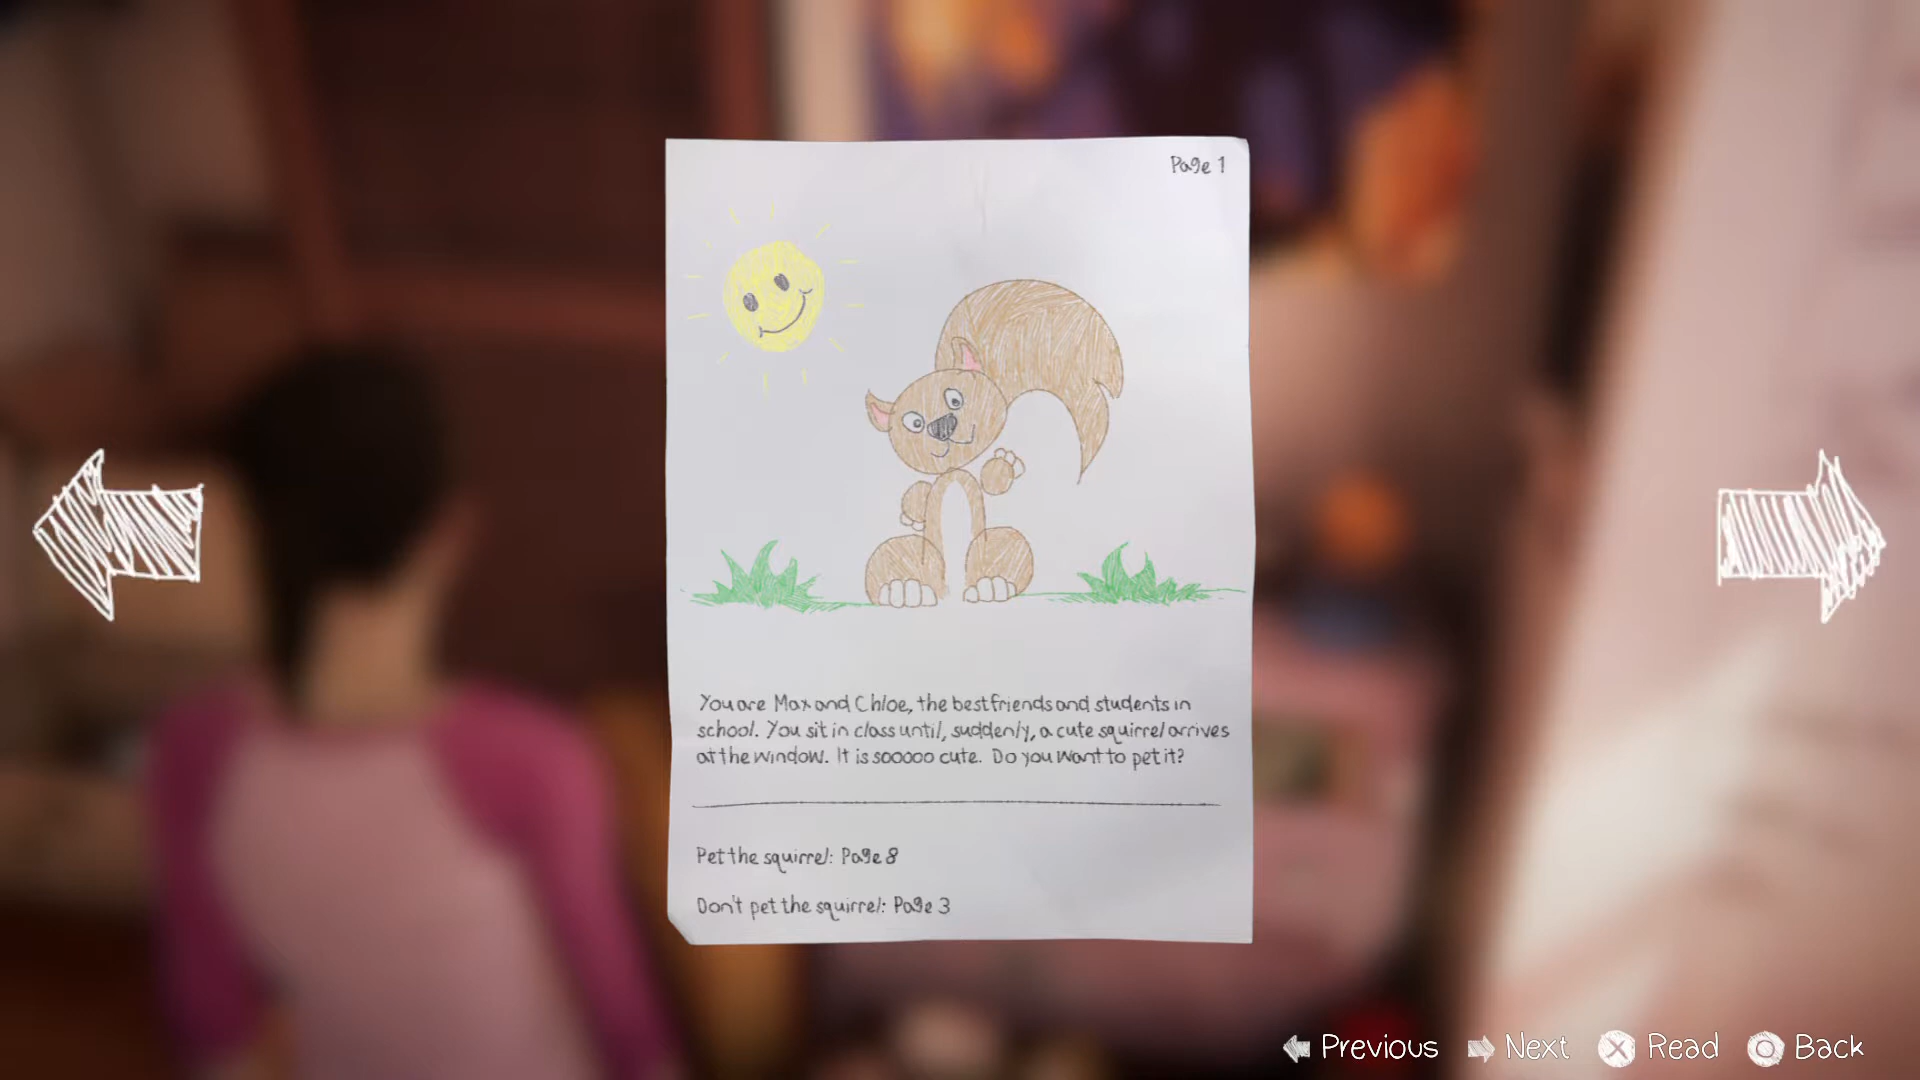 Page 1
You are Max and Chloe, the best friends and students in
school. You sit in class until, suddenly, a cute squirrel arrives
at the window. It is sooooo cute. Do you want to pet it?
Pet the squirrel: Page 8
Don't pet the squirrel: Page 3
Previous Next Read Back